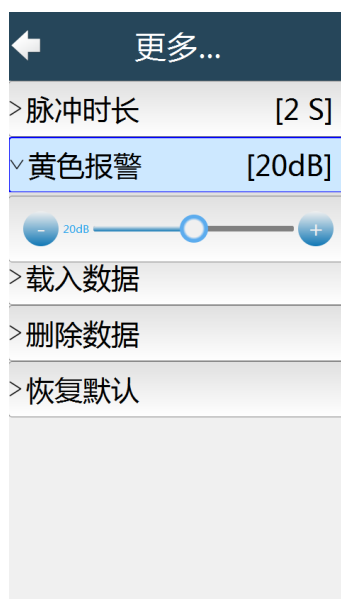 更多...
>脉冲时长 [2 S]
黄色报警 [20dB]
- 20dB +
>载入数据
>删除数据
>恢复默认